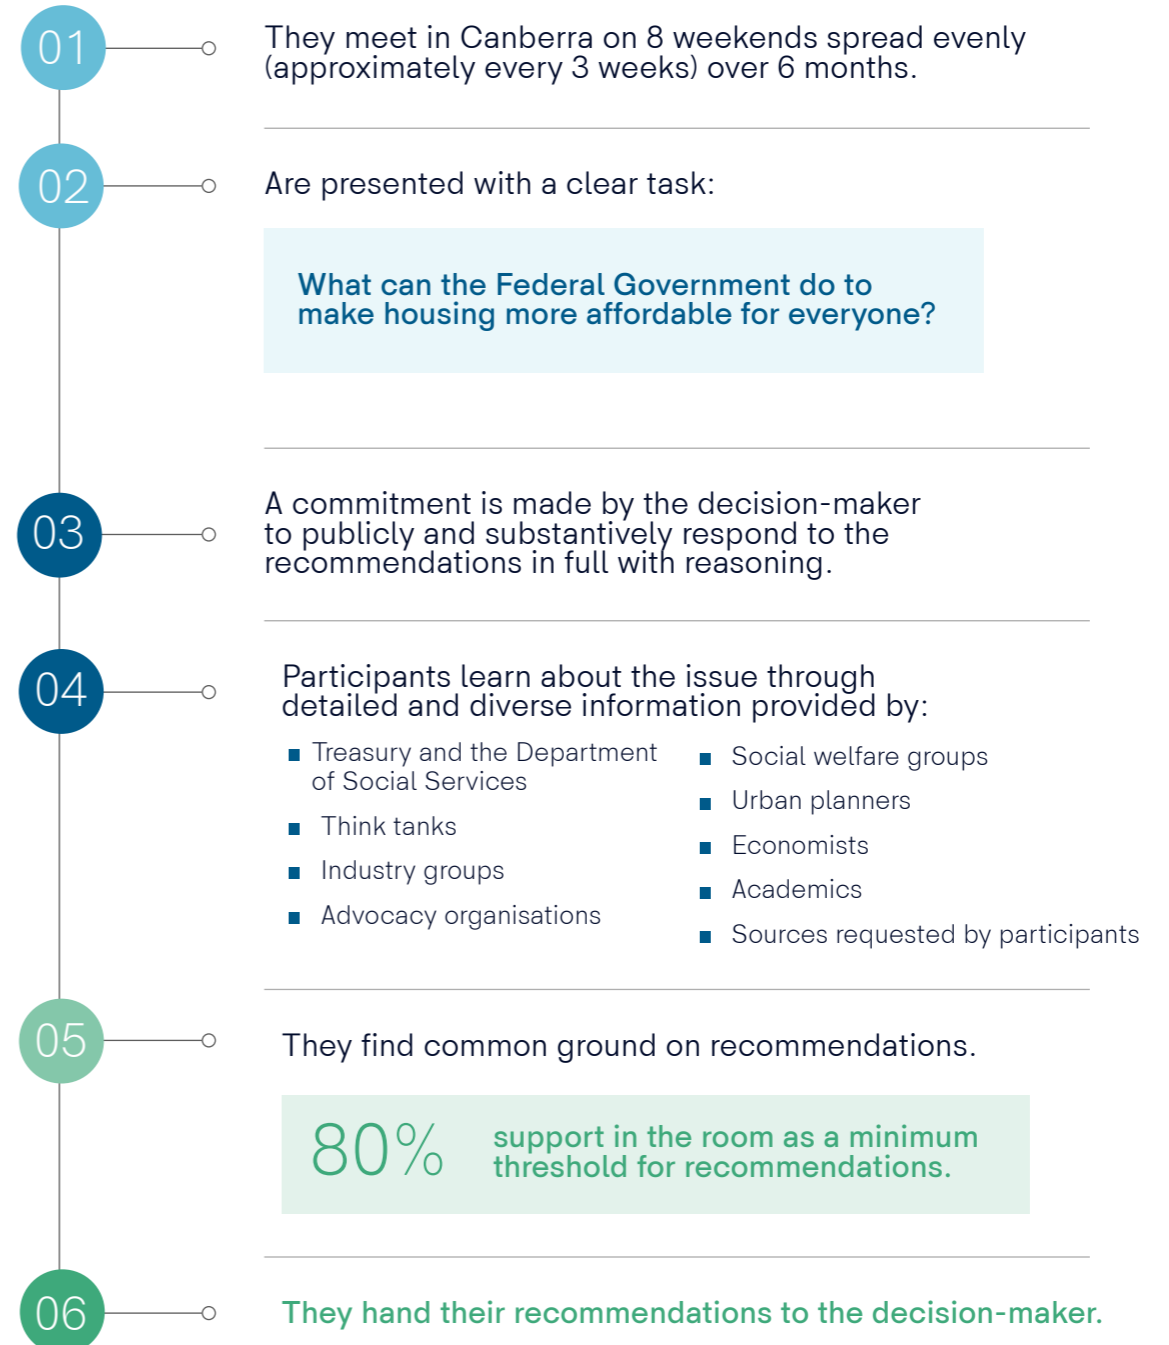 01
They meet in Canberra on 8 weekends spread evenly
(approximately every 3 weeks) over 6 months.
02
Are presented with a clear task:
What can the Federal Government do to
make housing more affordable for everyone?
03
A commitment is made by the decision-maker
to publicly and substantively respond to the
recommendations in full with reasoning.
04
Participants learn about the issue through
detailed and diverse information provided by:
Treasury and the Department
of Social Services
Think tanks
Industry groups
Advocacy organisations
Social welfare groups
Urban planners
Economists
Academics
Sources requested by participants
05
They find common ground on recommendations.
80%
support in the room as a minimum
threshold for recommendations.
06
They hand their recommendations to the decision-maker.